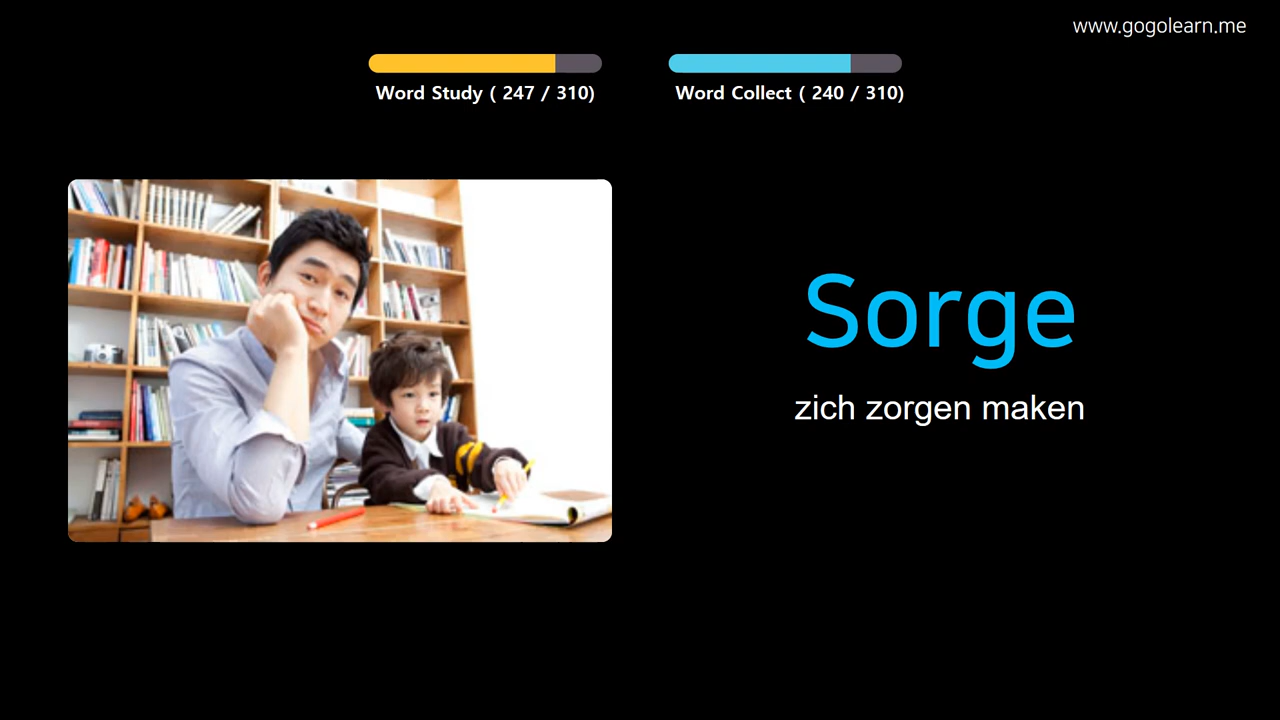 www.gogolearn.me
Word Study ( 247 / 310)
Word Collect ( 240 / 310)
Sorge
zich zorgen maken